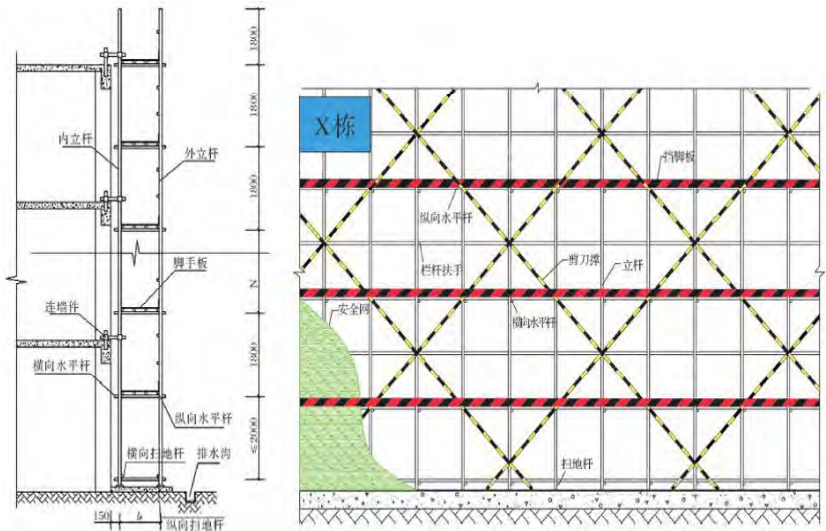 1800
1800
内立杆
外立杆
1800
脚手板
N
连墙件
1800
横向水平杆
纵向水平杆
≤2000
横向扫地杆
排水沟
150
lb
纵向扫地杆
X栋
挡脚板
纵向水平杆
栏杆扶手
剪刀撑
立杆
安全网
横向水平杆
扫地杆